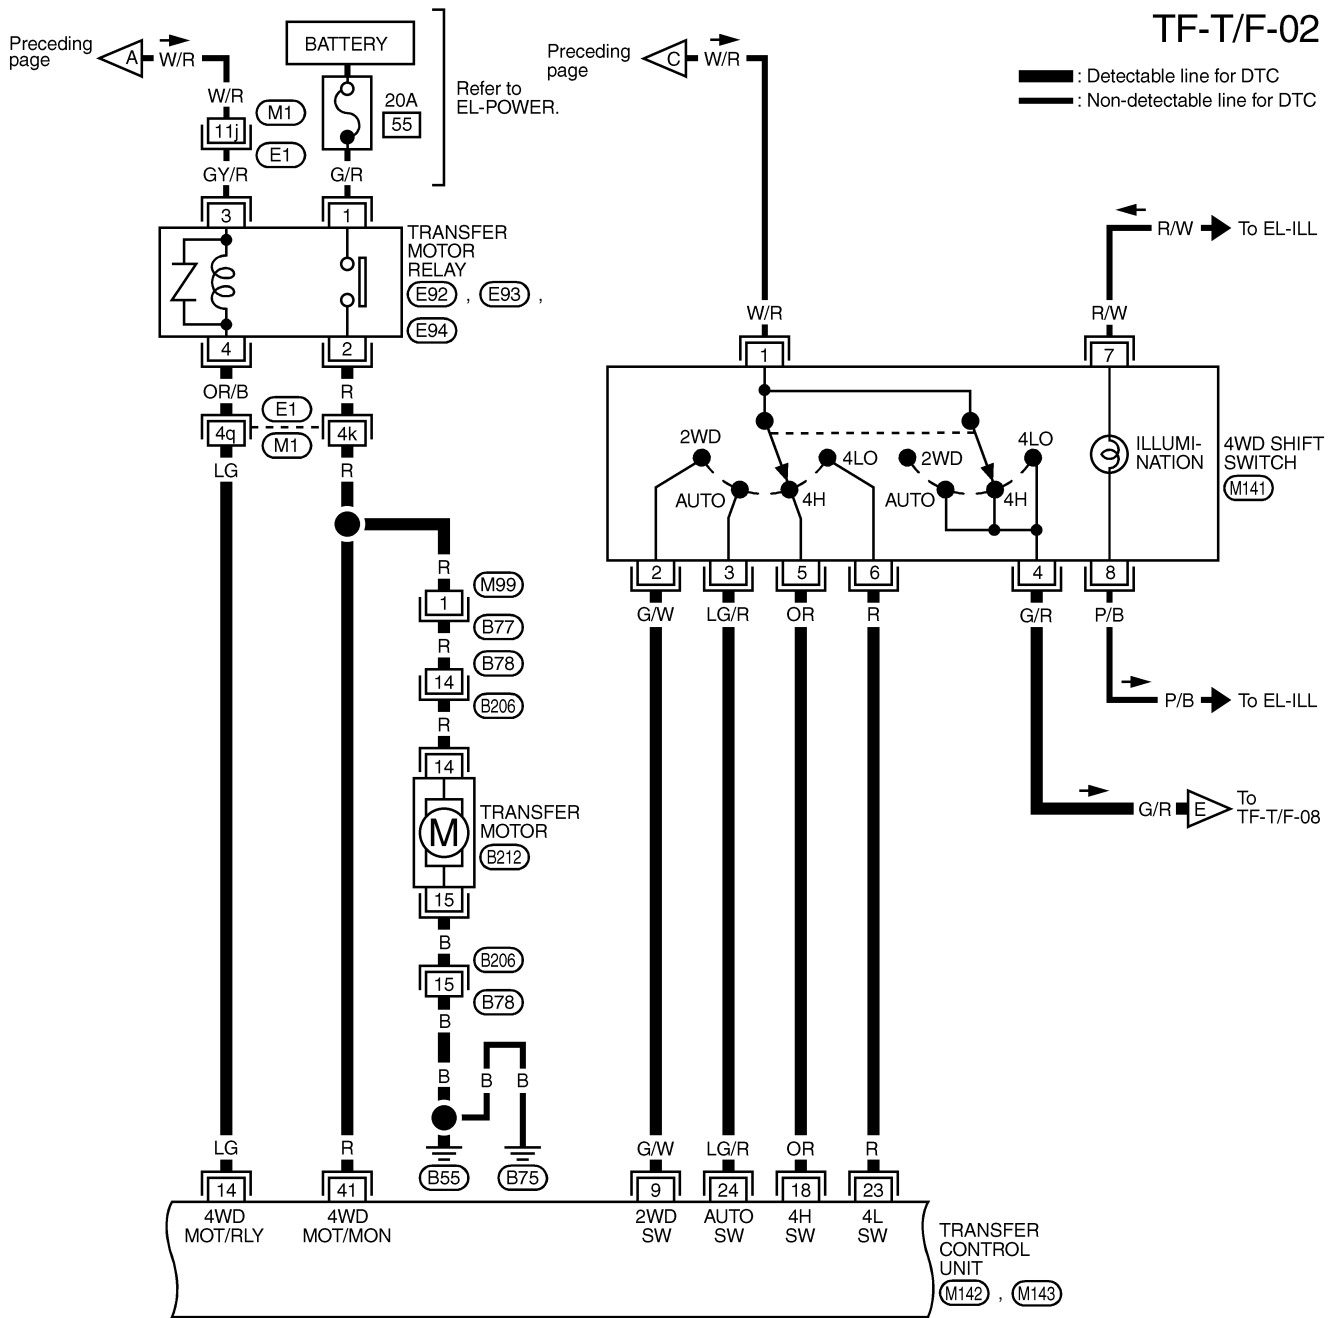 TF-T/F-02
Preceding
page
A
W/R
BATTERY
Preceding
page
C
W/R
: Detectable line for DTC
: Non-detectable line for DTC
Refer to
EL-POWER.
W/R
M1
20A
55
11j
E1
GY/R
G/R
3
1
TRANSFER
MOTOR
RELAY
E92 , E93 ,
E94
R/W
To EL-ILL
W/R
R/W
4
2
1
7
OR/B
R
E1
4q
4k
M1
LG
R
2WD
4LO
AUTO
4H
2WD
4LO
AUTO
4H
ILLUMI-
NATION
4WD SHIFT
SWITCH
M141
R
M99
1
B77
R
B78
14
B206
R
14
2
3
5
6
4
8
G/W
LG/R
OR
R
G/R
P/B
P/B
To EL-ILL
M
TRANSFER
MOTOR
B212
15
G/R
E
To
TF-T/F-08
B
B206
15
B78
B
B
B
B
B55
B75
LG
R
G/W
LG/R
OR
R
14
41
9
24
18
23
4WD
MOT/RLY
4WD
MOT/MON
2WD
SW
AUTO
SW
4H
SW
4L
SW
TRANSFER
CONTROL
UNIT
M142 , M143